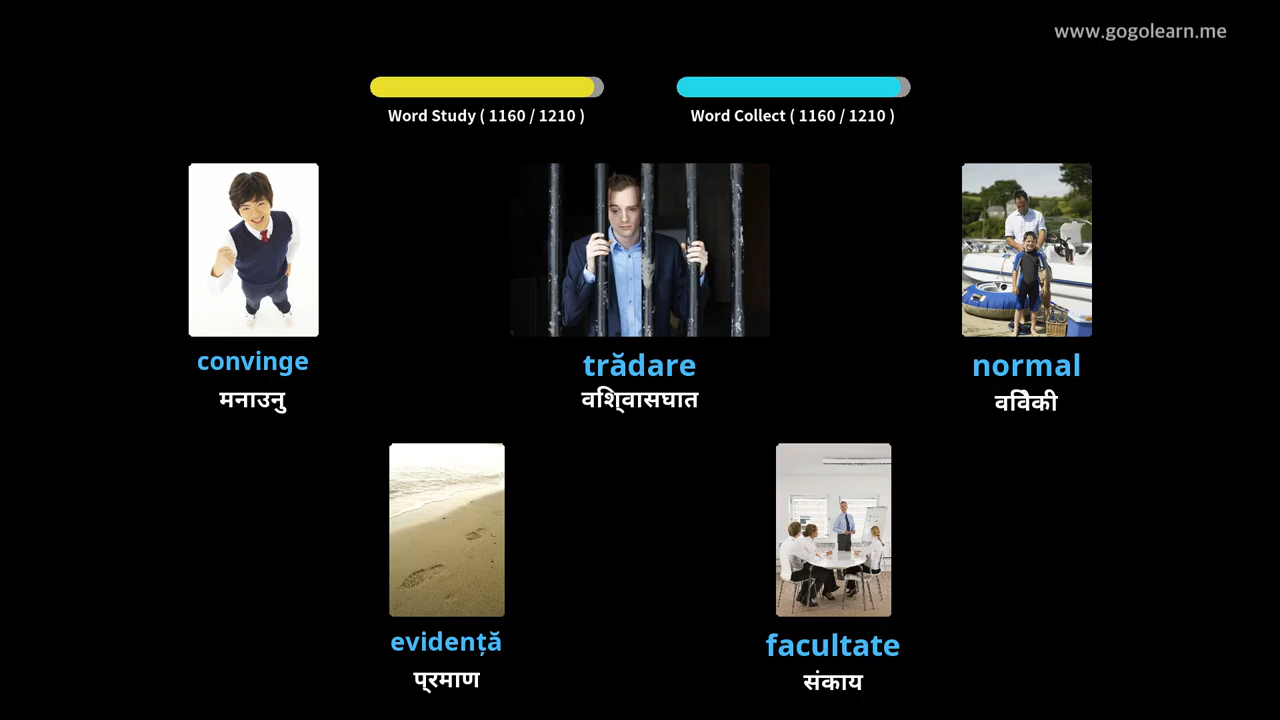 www.gogolearn.me
Word Study ( 1160 / 1210 )
Word Collect ( 1160 / 1210 )
convinge
मनाउनु
trădare
विश्वासघात
normal
विवेकी
evidență
प्रमाण
facultate
संकाय